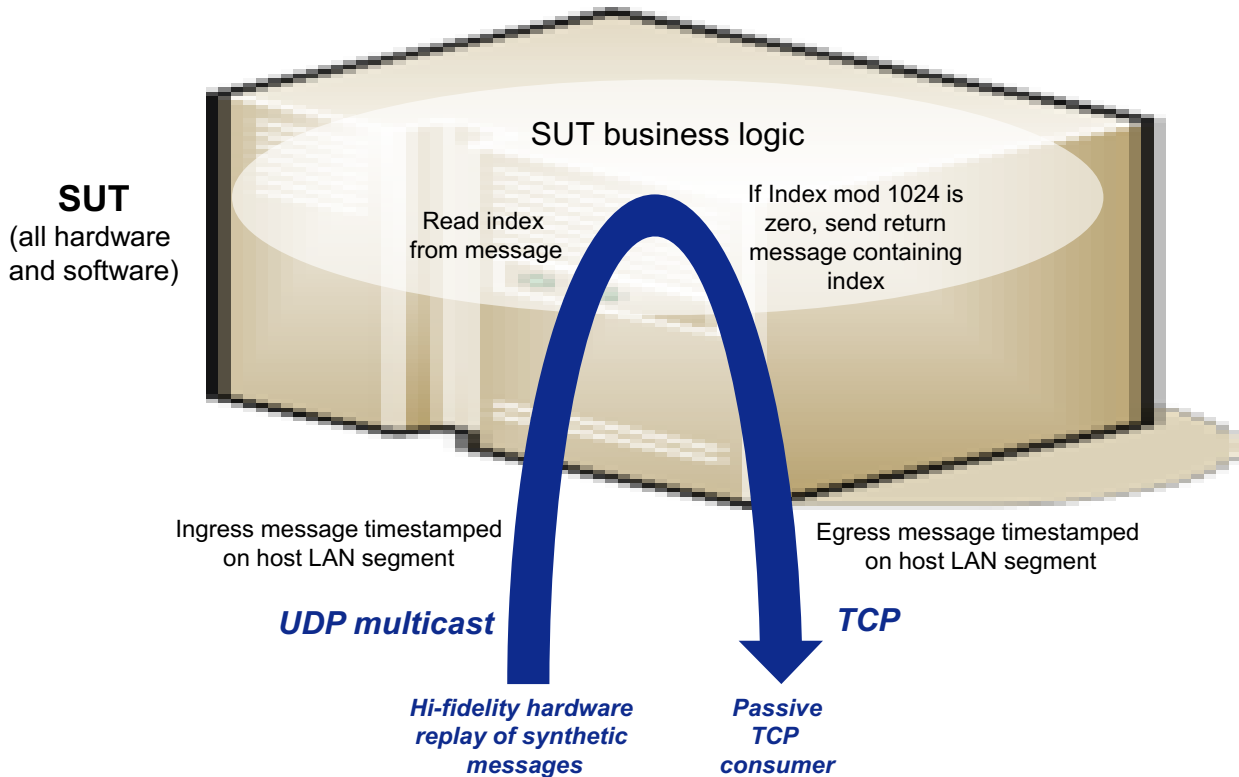 SUT business logic
SUT
(all hardware
and software)
Read index
from message
If Index mod 1024 is
zero, send return
message containing
index
Ingress message timestamped
on host LAN segment
Egress message timestamped
on host LAN segment
UDP multicast
TCP
Hi-fidelity hardware
replay of synthetic
messages
Passive
TCP
consumer